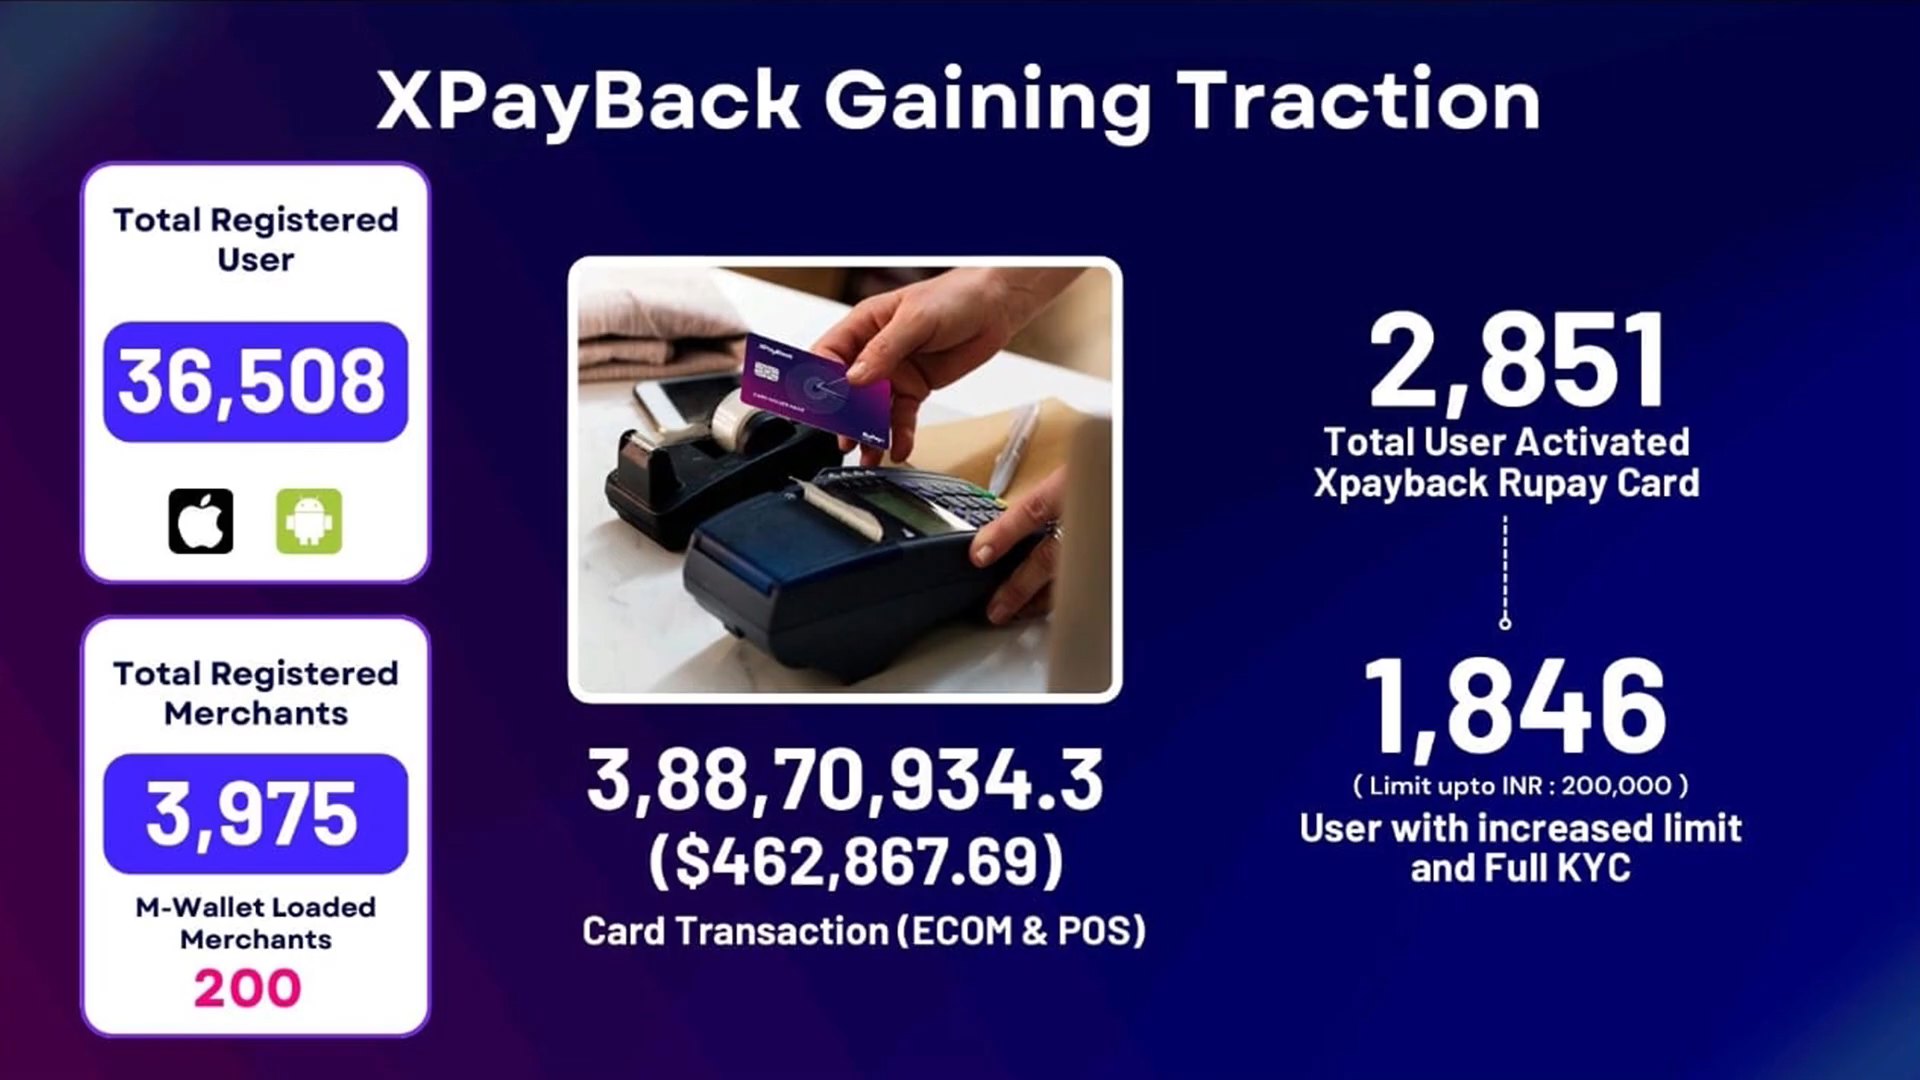 XPayBack Gaining Traction
Total Registered
User
36,508
Total Registered
Merchants
3,975
M-Wallet Loaded
Merchants
200
XPayBack
3,88,70,934.3
($462,867.69)
Card Transaction (ECOM & POS)
2,851
Total User Activated
Xpayback Rupay Card
1,846
( Limit upto INR : 200,000 )
User with increased limit
and Full KYC